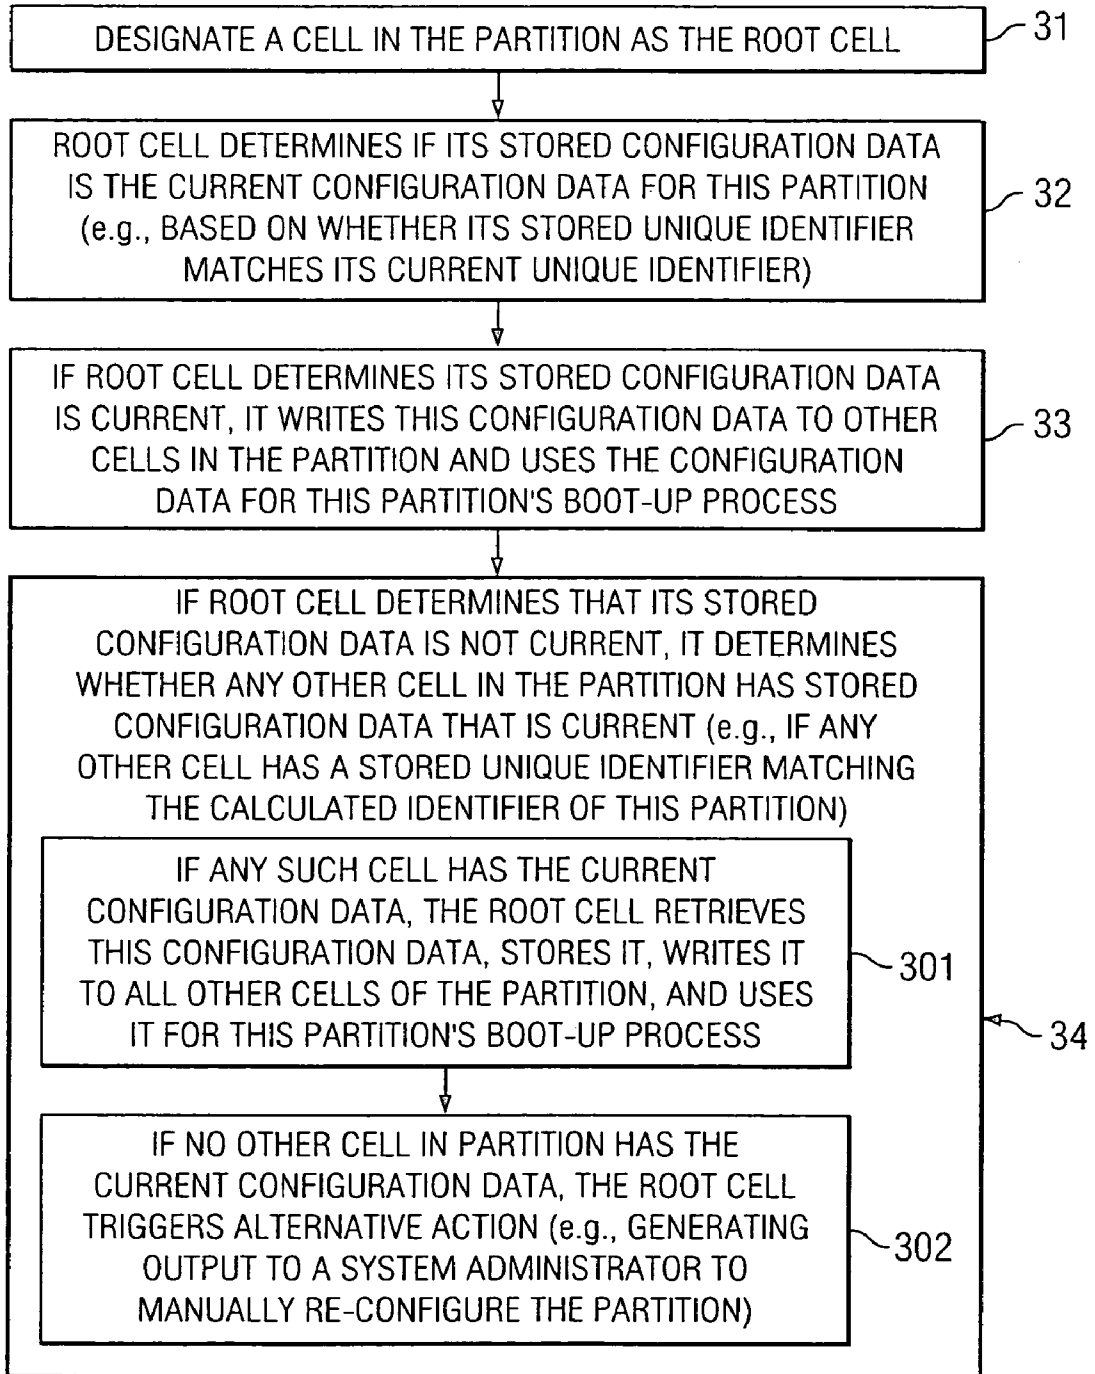 DESIGNATE A CELL IN THE PARTITION AS THE ROOT CELL
31
ROOT CELL DETERMINES IF ITS STORED CONFIGURATION DATA
IS THE CURRENT CONFIGURATION DATA FOR THIS PARTITION
(e.g., BASED ON WHETHER ITS STORED UNIQUE IDENTIFIER
MATCHES ITS CURRENT UNIQUE IDENTIFIER)
32
IF ROOT CELL DETERMINES ITS STORED CONFIGURATION DATA
IS CURRENT, IT WRITES THIS CONFIGURATION DATA TO OTHER
CELLS IN THE PARTITION AND USES THE CONFIGURATION
DATA FOR THIS PARTITION'S BOOT-UP PROCESS
33
IF ROOT CELL DETERMINES THAT ITS STORED
CONFIGURATION DATA IS NOT CURRENT, IT DETERMINES
WHETHER ANY OTHER CELL IN THE PARTITION HAS STORED
CONFIGURATION DATA THAT IS CURRENT (e.g., IF ANY
OTHER CELL HAS A STORED UNIQUE IDENTIFIER MATCHING
THE CALCULATED IDENTIFIER OF THIS PARTITION)
IF ANY SUCH CELL HAS THE CURRENT
CONFIGURATION DATA, THE ROOT CELL RETRIEVES
THIS CONFIGURATION DATA, STORES IT, WRITES IT
TO ALL OTHER CELLS OF THE PARTITION, AND USES
IT FOR THIS PARTITION'S BOOT-UP PROCESS
301
34
IF NO OTHER CELL IN PARTITION HAS THE
CURRENT CONFIGURATION DATA, THE ROOT CELL
TRIGGERS ALTERNATIVE ACTION (e.g., GENERATING
OUTPUT TO A SYSTEM ADMINISTRATOR TO
MANUALLY RE-CONFIGURE THE PARTITION)
302